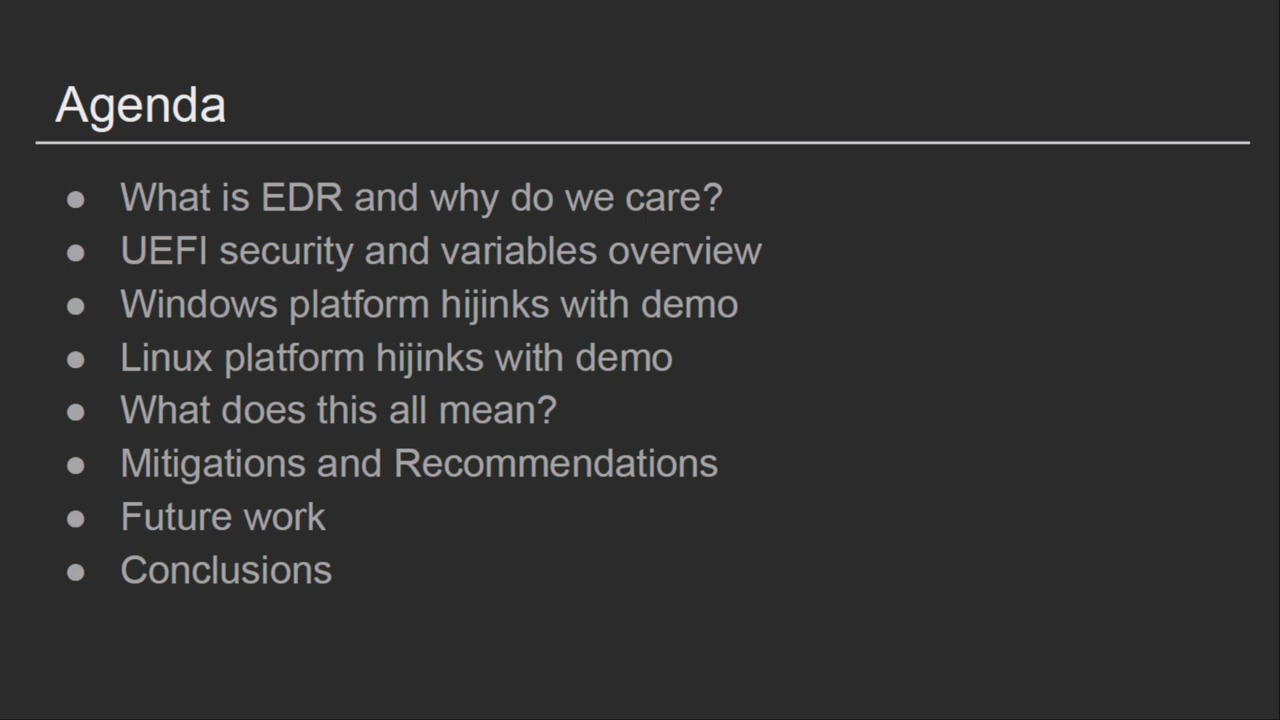 Agenda
● What is EDR and why do we care?
● UEFI security and variables overview
● Windows platform hijinks with demo
● Linux platform hijinks with demo
● What does this all mean?
● Mitigations and Recommendations
● Future work
● Conclusions